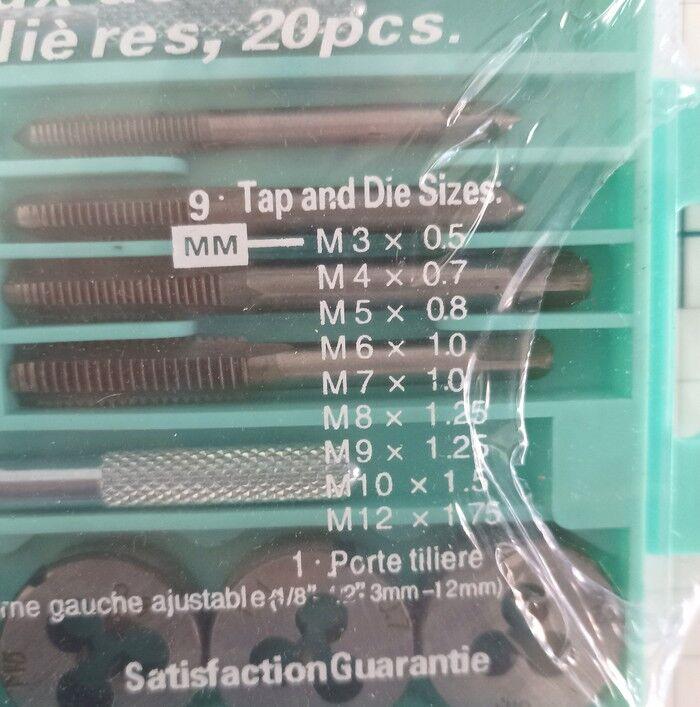 lières, 20pcs.
9. Tap and Die Sizes:
MM M3 x 0.5
M4 x 0.7
M5 x 0.8
M6 x 1.0
M7 x 1.0
M8 x 1.25
M9 x 1.25
M10 x 1.5
M12 x 1.75
1. Porte tilière
rne gauche ajustable (1/8" 1/2": 3mm-12mm)
Satisfaction Guarantie